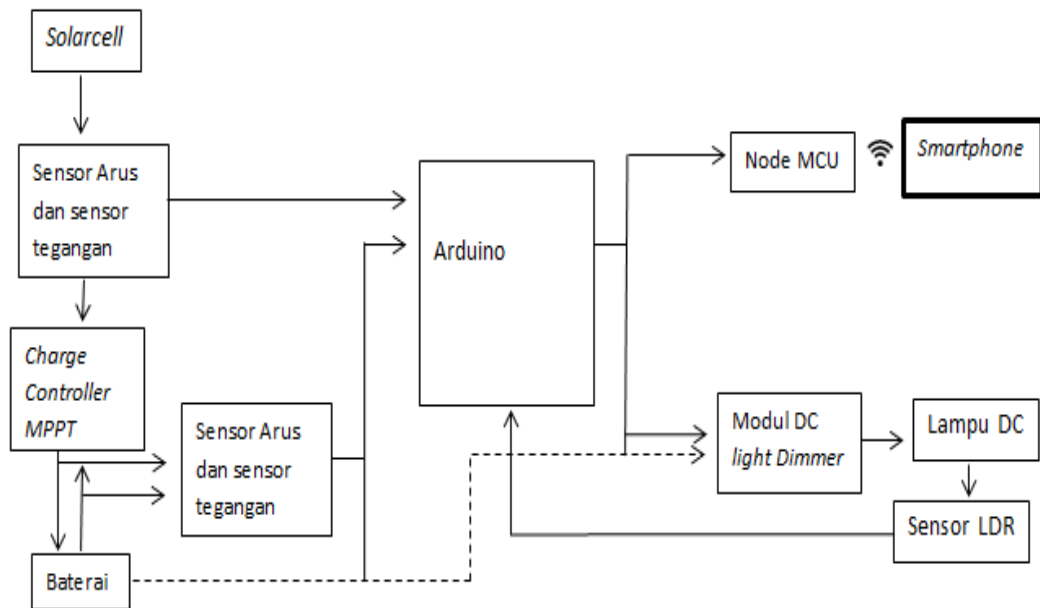 Solarcell
Sensor Arus
dan sensor
tegangan
Charge
Controller
MPPT
Sensor Arus
dan sensor
tegangan
Baterai
Arduino
Node MCU
Smartphone
Modul DC
light Dimmer
Lampu DC
Sensor LDR